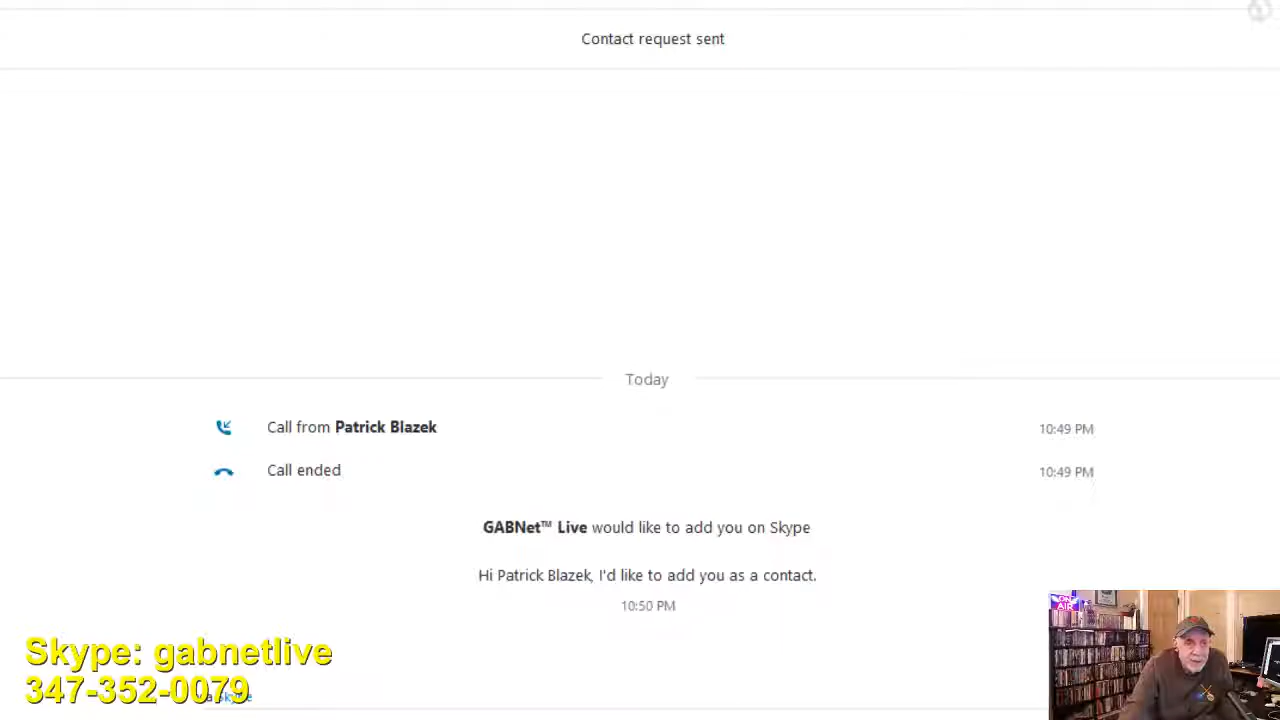 Contact request sent
Today
Call from Patrick Blazek
10:49 PM
Call ended
10:49 PM
GABNet™ Live would like to add you on Skype
Hi Patrick Blazek, I'd like to add you as a contact.
10:50 PM
ON
AIR
Skype: gabnetlive
347-352-0079